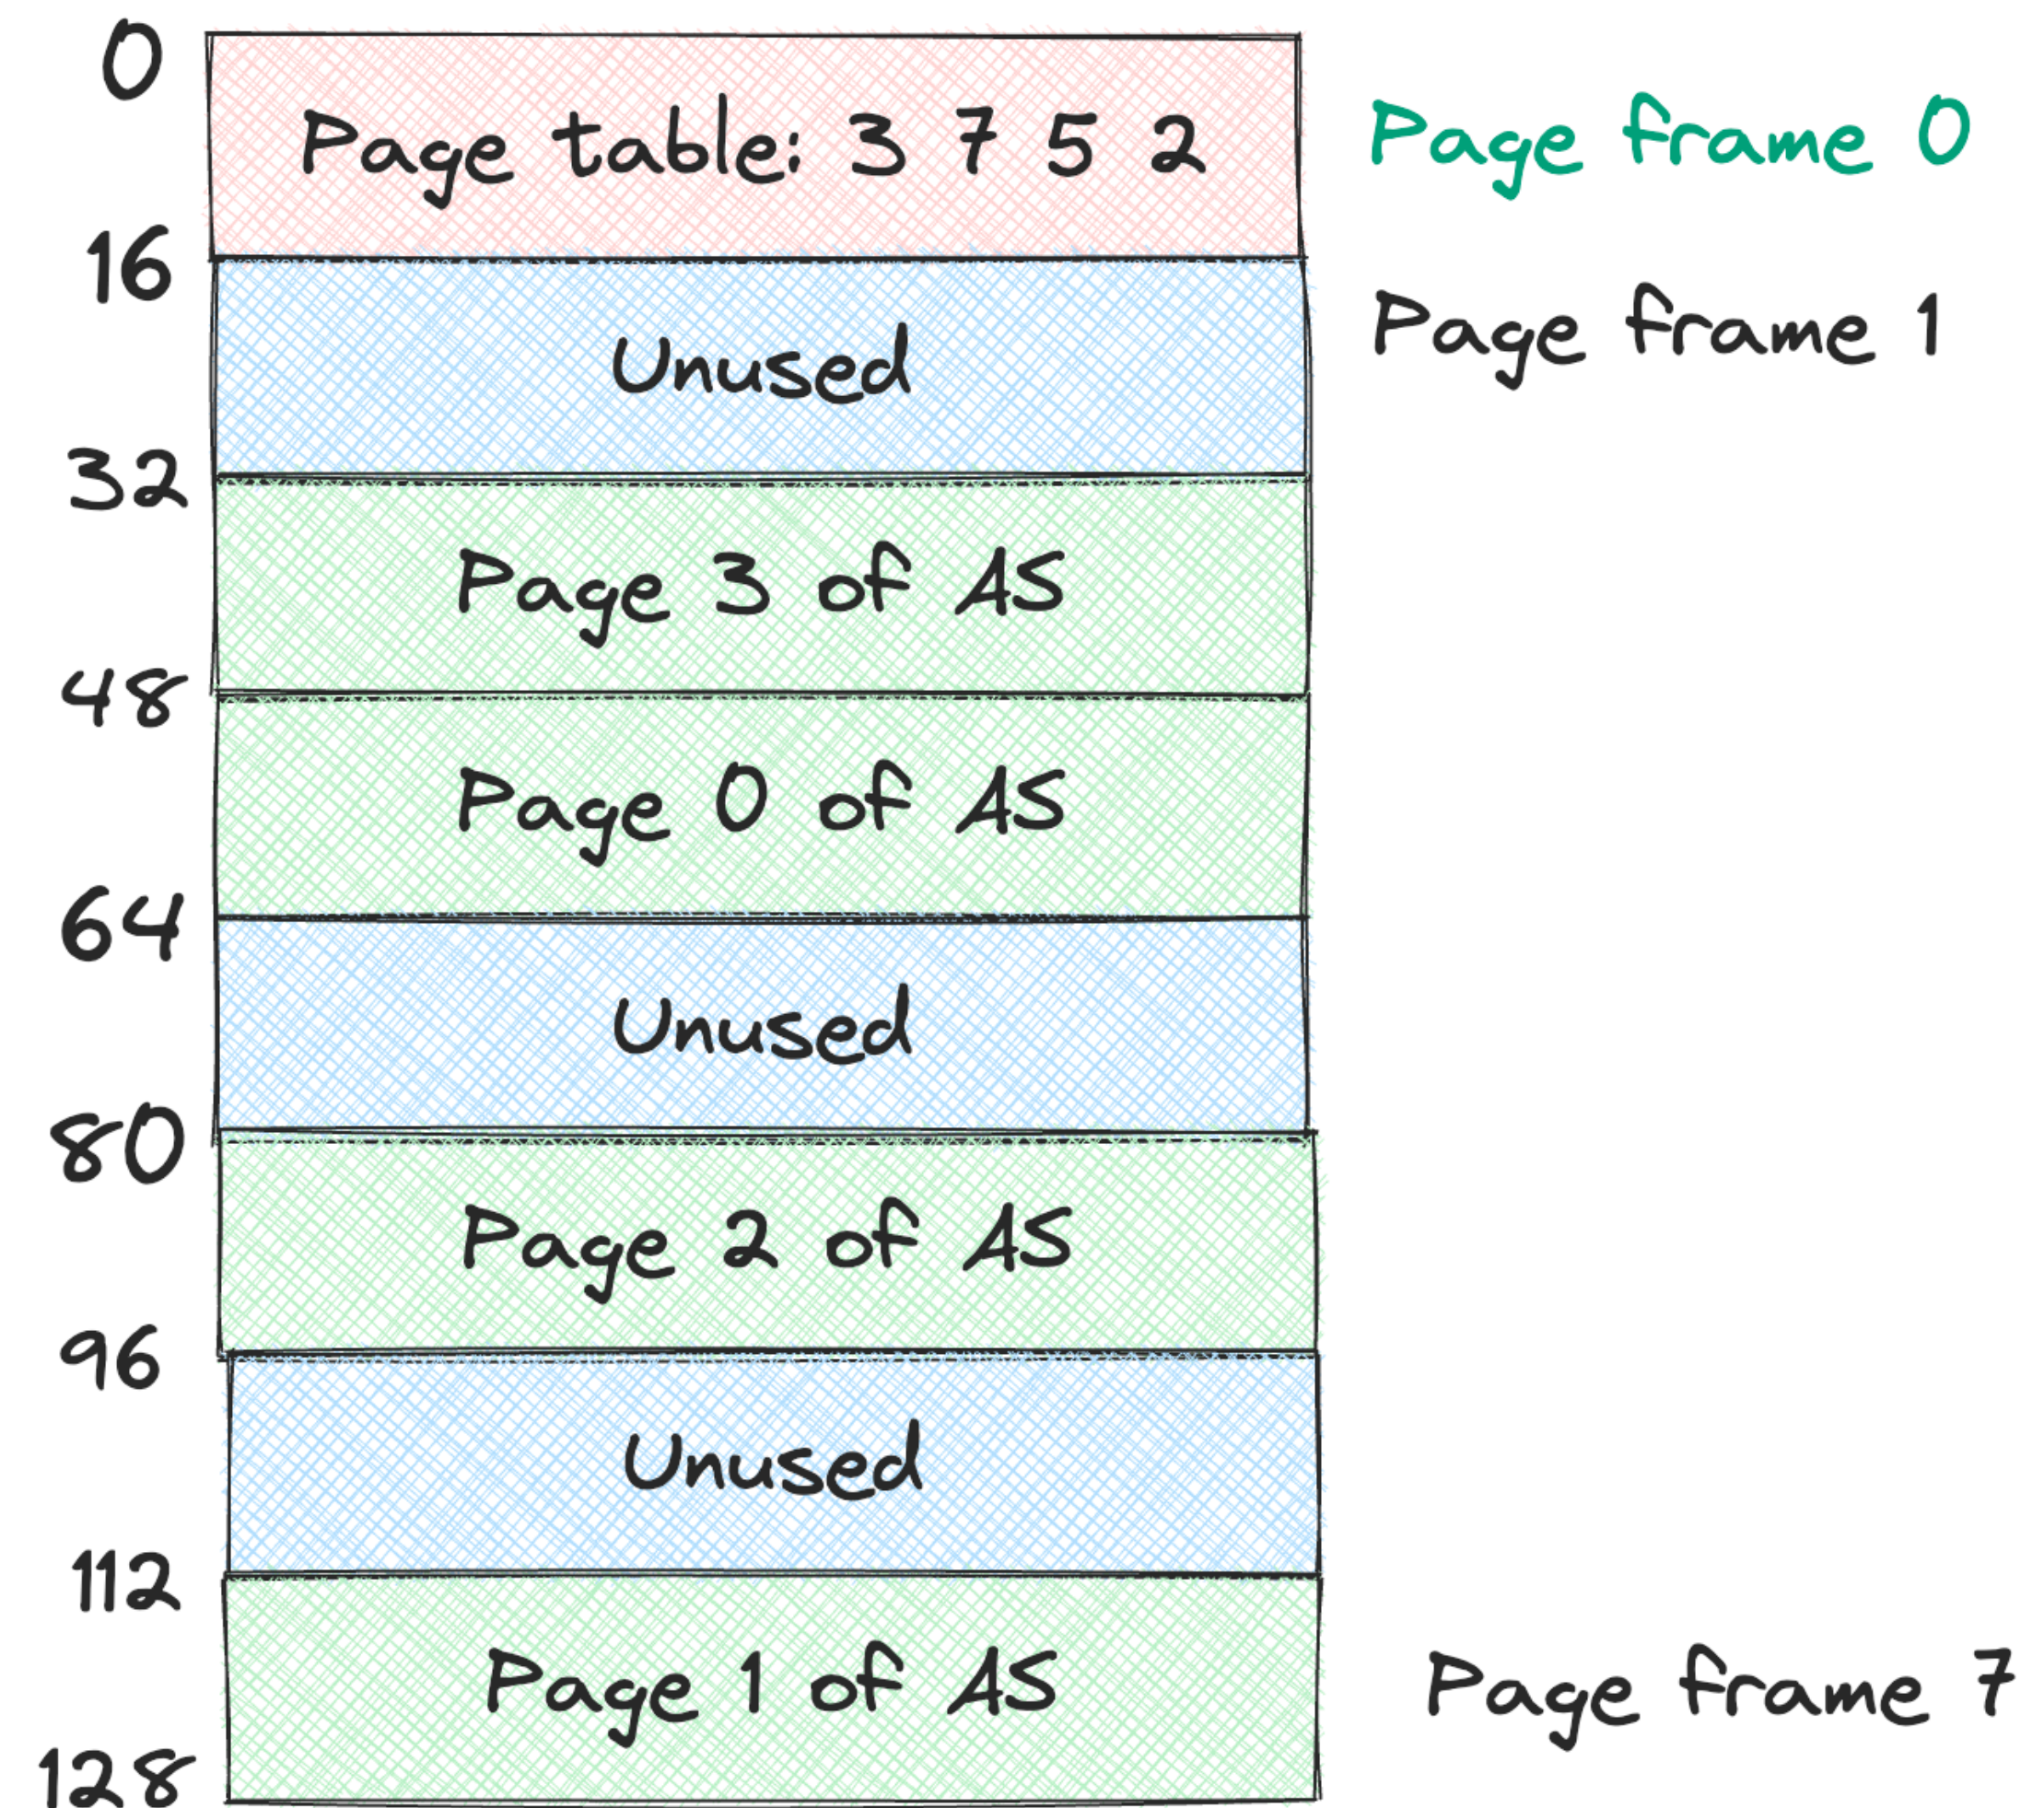 0
Page table: 3 7 5 2
Page frame 0
16
Unused
Page frame 1
32
Page 3 of AS
48
Page 0 of AS
64
Unused
80
Page 2 of AS
96
Unused
112
Page 1 of AS
Page frame 7
128